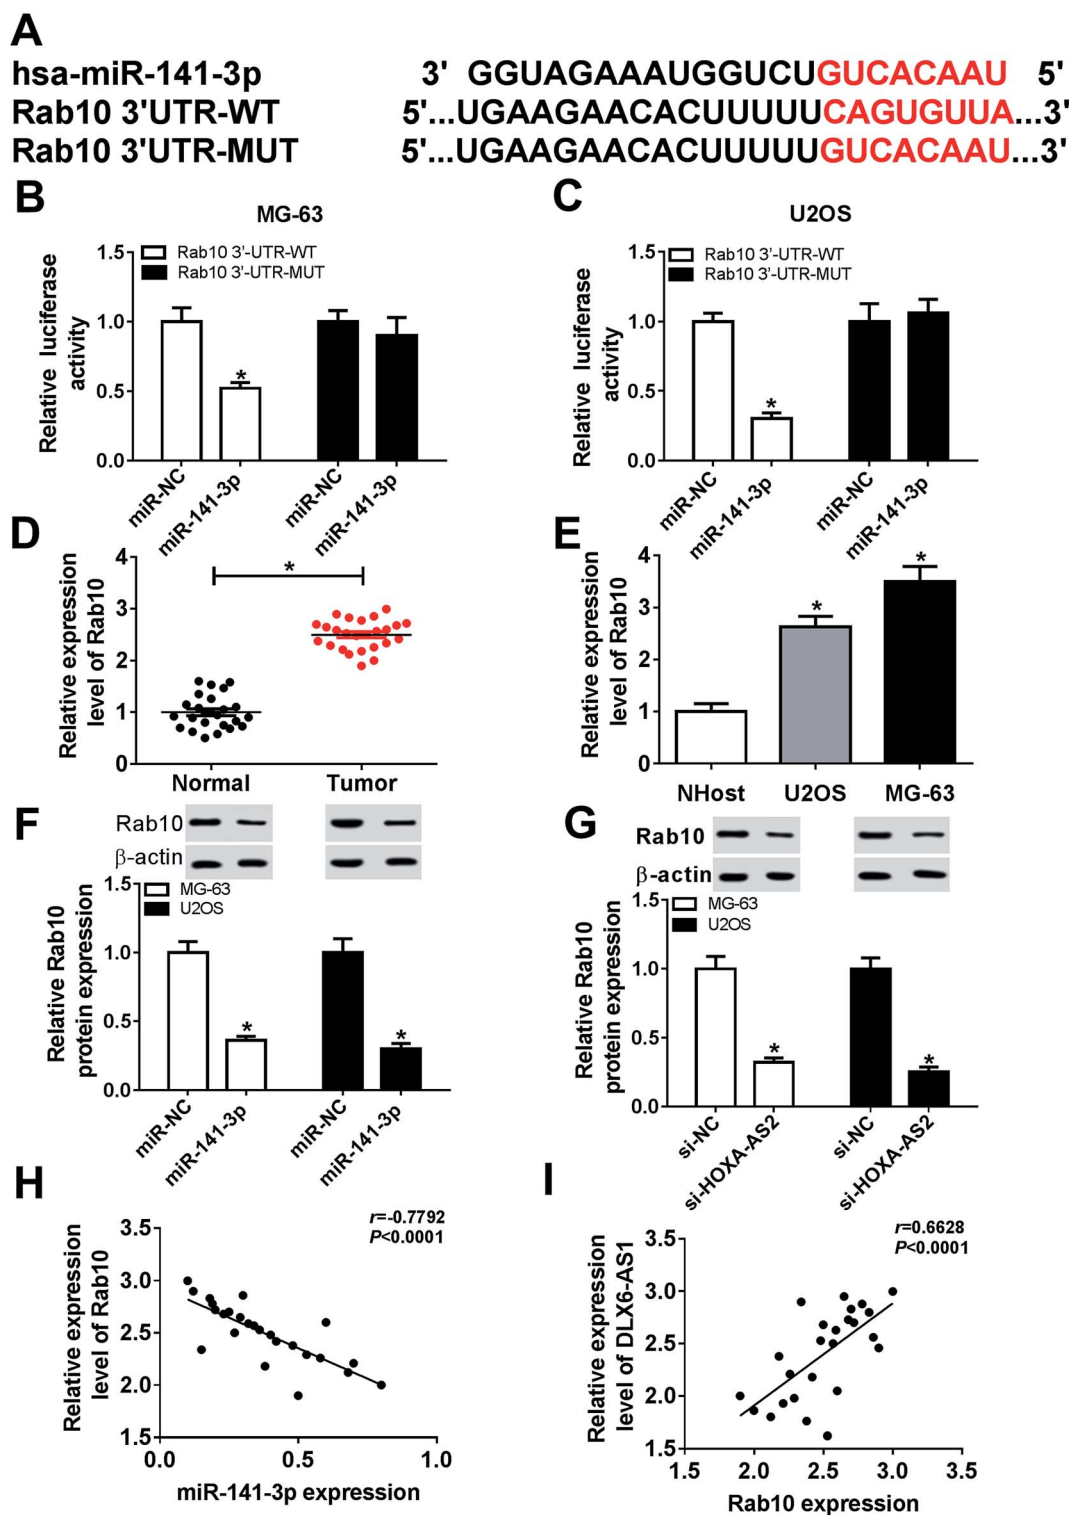 A
hsa-miR-141-3p 3' GGUAGAAAUGGUCUGUCACAAU 5'
Rab10 3'UTR-WT 5'...UGAAGAACACUUUUUCAGUGUUA...3'
Rab10 3'UTR-MUT 5'...UGAAGAACACUUUUUGUCACAAU...3'
B
MG-63
Relative luciferase
activity
1.5
1.0
0.5
0.0
Rab10 3'-UTR-WT
Rab10 3'-UTR-MUT
*
miR-NC
miR-141-3p
miR-NC
miR-141-3p
C
U2OS
Relative luciferase
activity
1.5
1.0
0.5
0.0
Rab10 3'-UTR-WT
Rab10 3'-UTR-MUT
*
miR-NC
miR-141-3p
miR-NC
miR-141-3p
D
Relative expression
level of Rab10
4
3
2
1
0
*
Normal Tumor
E
Relative expression
level of Rab10
4
3
2
1
0
*
*
NHost U2OS MG-63
F
Rab10
β-actin
Relative Rab10
protein expression
1.5
1.0
0.5
0.0
MG-63
U2OS
*
*
miR-NC
miR-141-3p
miR-NC
miR-141-3p
G
Rab10
β-actin
Relative Rab10
protein expression
1.5
1.0
0.5
0.0
MG-63
U2OS
*
*
si-NC
si-HOXA-AS2
si-NC
si-HOXA-AS2
H
Relative expression
level of Rab10
3.5
3.0
2.5
2.0
1.5
r=-0.7792
P<0.0001
0.0 0.5 1.0
miR-141-3p expression
I
Relative expression
level of DLX6-AS1
3.5
3.0
2.5
2.0
1.5
r=0.6628
P<0.0001
1.5 2.0 2.5 3.0 3.5
Rab10 expression